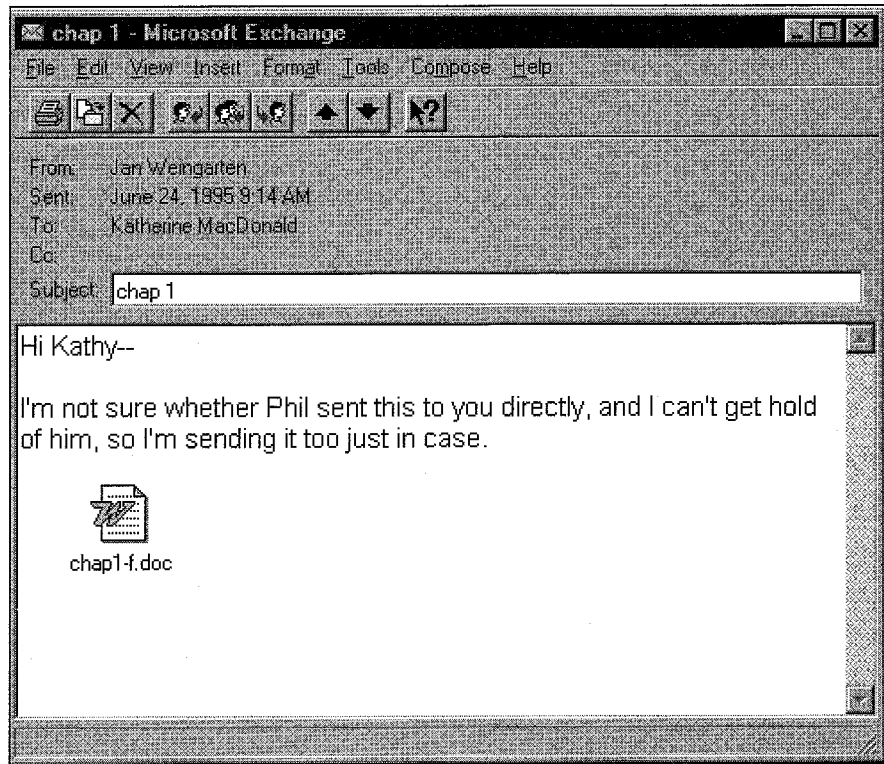 chap 1 - Microsoft Exchange
File Edit View Insert Format Tools Compose Help
From: Jan Weingarten
Sent: June 24, 1995 9:14 AM
To: Katherine MacDonald
Cc:
Subject: chap 1
Hi Kathy--
I'm not sure whether Phil sent this to you directly, and I can't get hold
of him, so I'm sending it too just in case.
chap1-f.doc